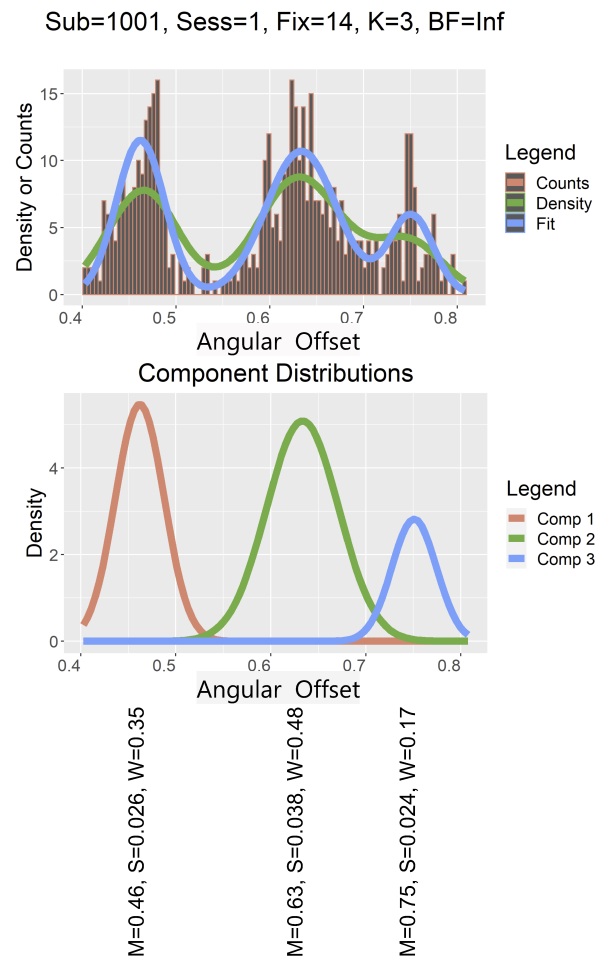 Sub=1001, Sess=1, Fix=14, K=3, BF=Inf
Density or Counts
15
10
5
0
0.4 0.5 0.6 0.7 0.8
Angular Offset
Legend
Counts
Density
Fit
Component Distributions
Density
4
2
0
0.4 0.5 0.6 0.7 0.8
Angular Offset
Legend
Comp 1
Comp 2
Comp 3
M=0.46, S=0.026, W=0.35
M=0.63, S=0.038, W=0.48
M=0.75, S=0.024, W=0.17